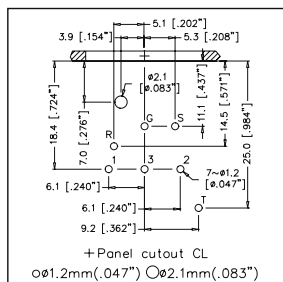 5.1 [.202"]
3.9 [.154"]
5.3 [.208"]
ø2.1
[ø.083"]
11.1 [.437"]
14.5 [.571"]
25.0 [.984"]
18.4 [.724"]
7.0 [.276"]
G
S
R
1
3
2
7~ø1.2
[ø.047"]
6.1 [.240"]
6.1 [.240"]
T
9.2 [.362"]
+Panel cutout CL
ø1.2mm(.047") ø2.1mm(.083")